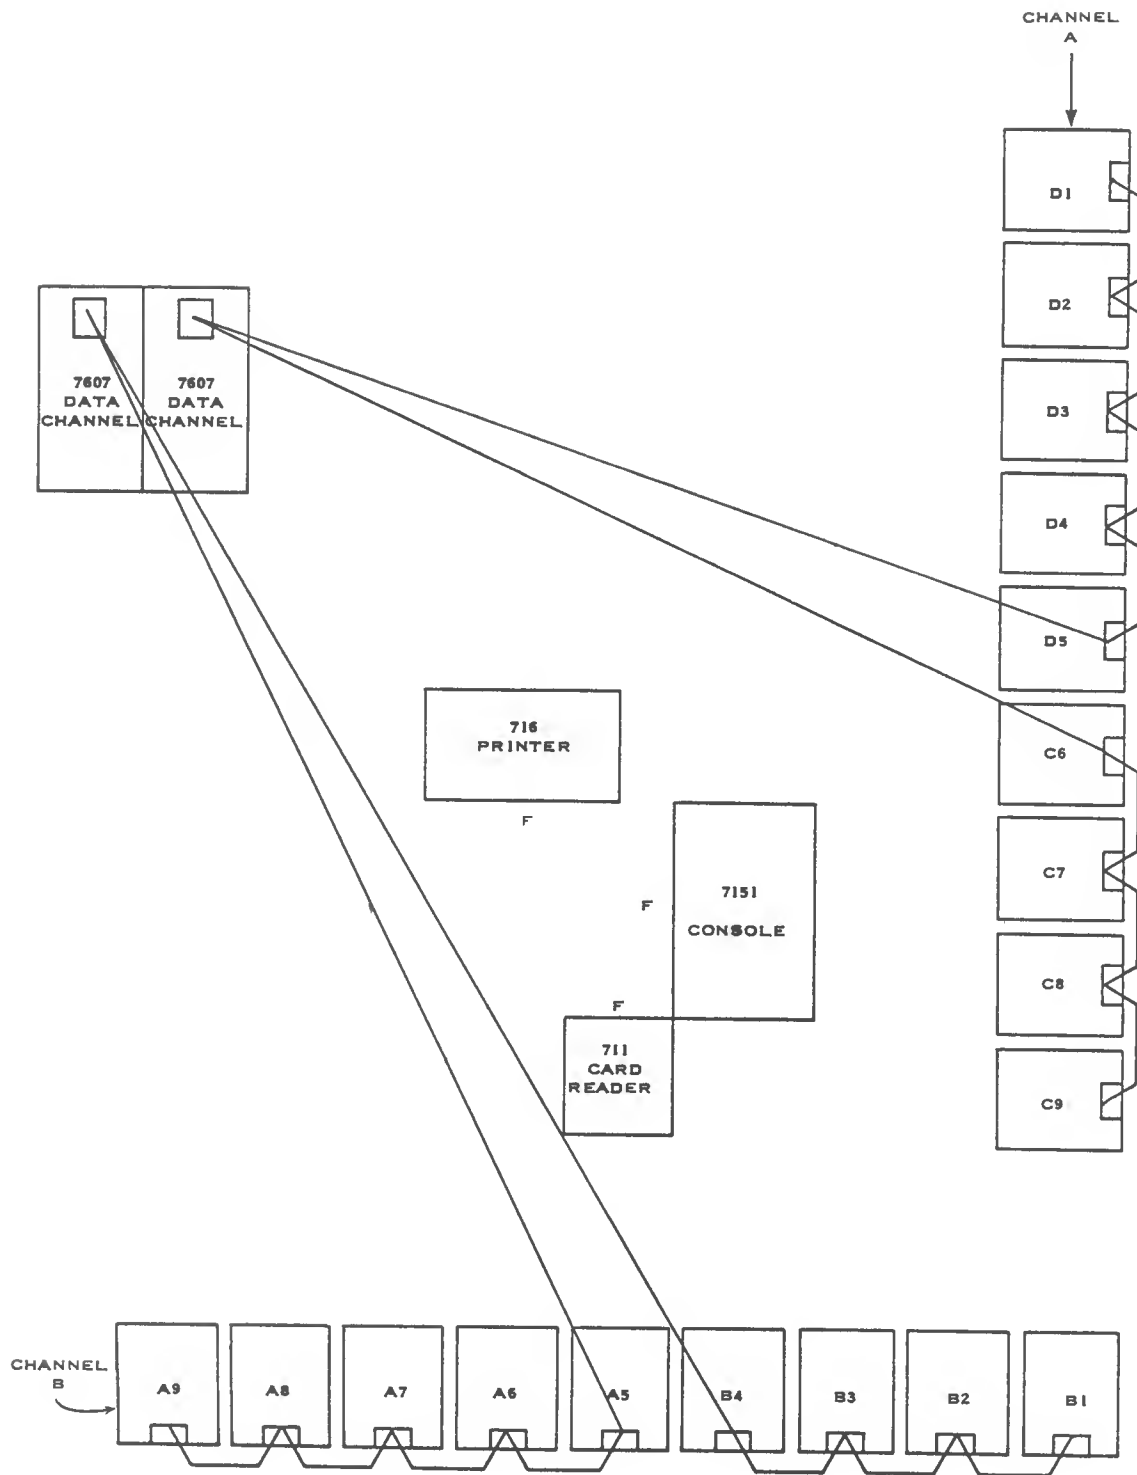 CHANNEL
A
D1
D2
7607
DATA
CHANNEL
7607
DATA
CHANNEL
D3
D4
D5
716
PRINTER
F
C6
C7
7151
CONSOLE
F
F
C8
711
CARD
READER
C9
CHANNEL
B
A9
A8
A7
A6
A5
B4
B3
B2
B1